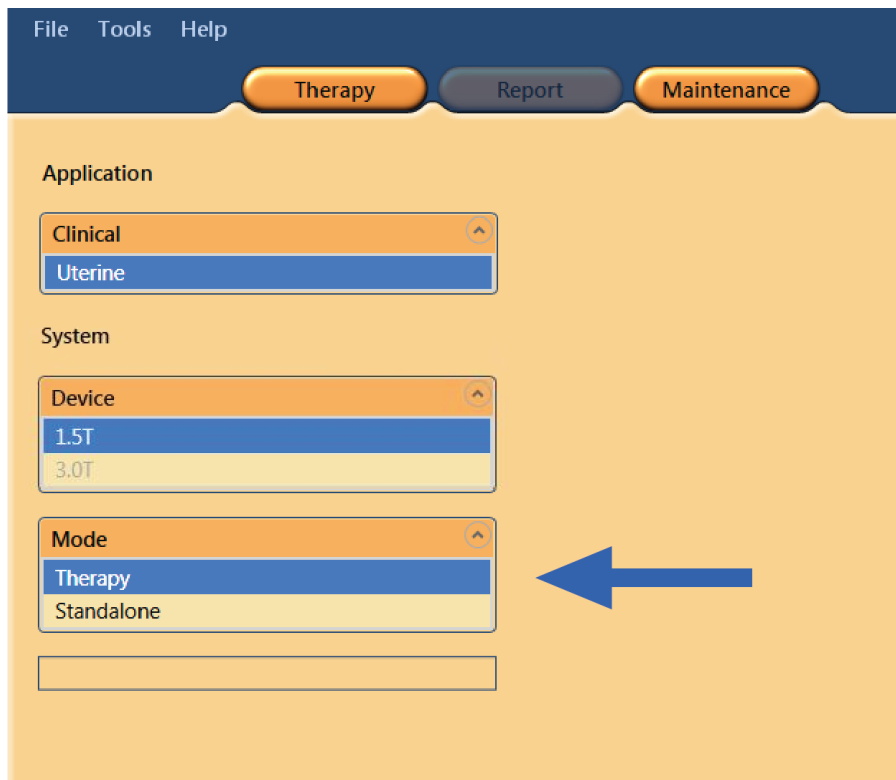 File Tools Help
Therapy Report Maintenance
Application
Clinical
Uterine
System
Device
1.5T
3.0T
Mode
Therapy
Standalone